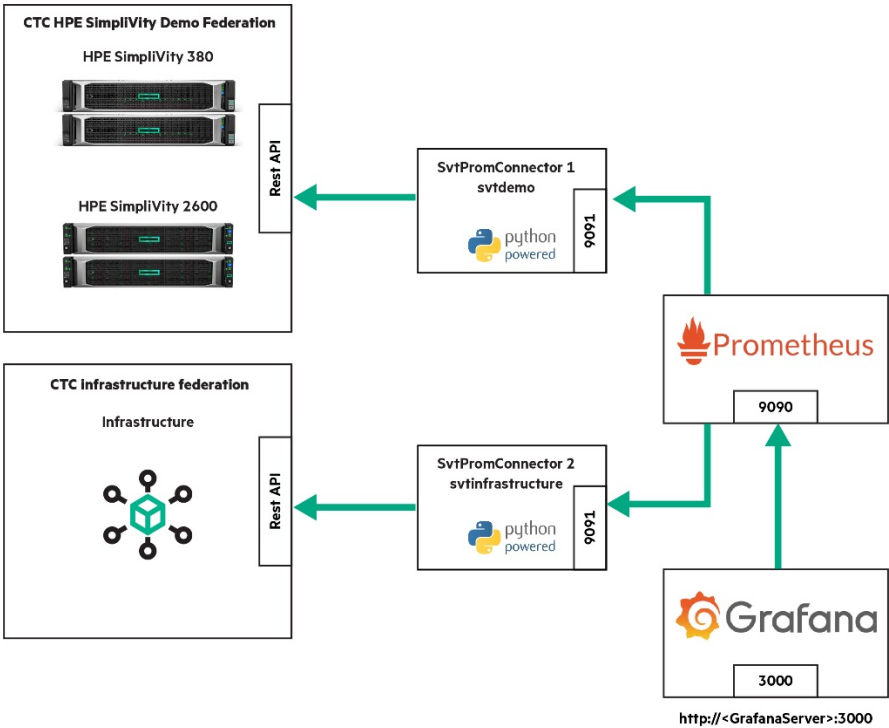 CTC HPE SimpliVity Demo Federation
HPE SimpliVity 380
Rest API
HPE SimpliVity 2600
SvtPromConnector 1
svtdemo
python
powered
9091
Prometheus
9090
CTC infrastructure federation
Infrastructure
Rest API
SvtPromConnector 2
svtinfrastructure
python
powered
9091
Grafana
3000
http://<GrafanaServer>:3000